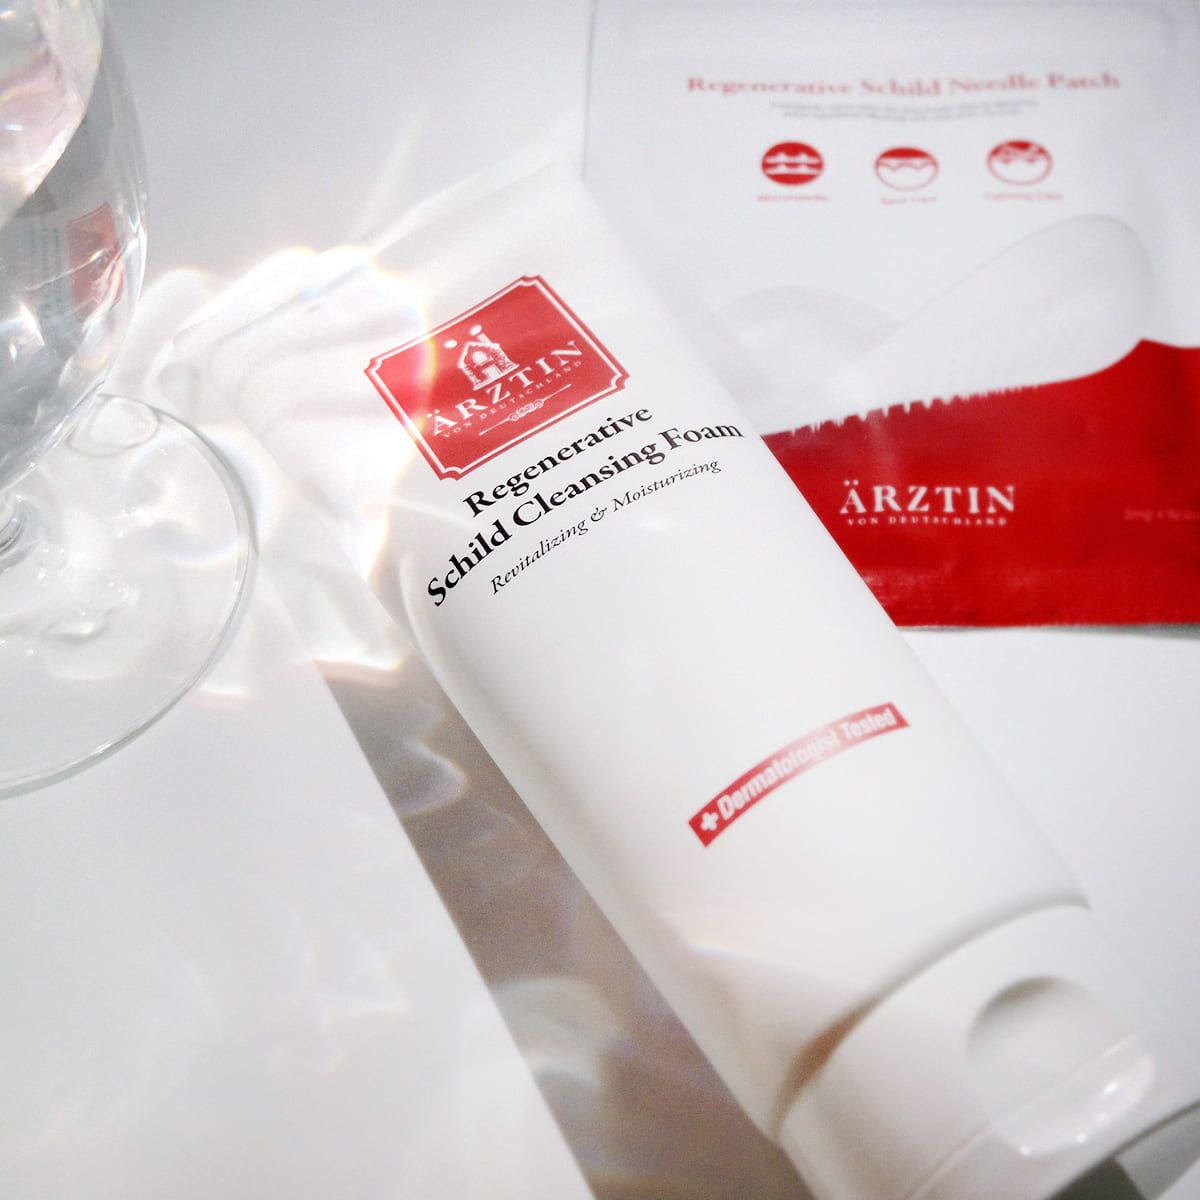 ÄRZTIN
VON DEUTSCHLAND
Regenerative
Schild Cleansing Foam
Revitalizing & Moisturizing
Dermatologist Tested
Regenerative Schild Needle Patch
ÄRZTIN
VON DEUTSCHLAND